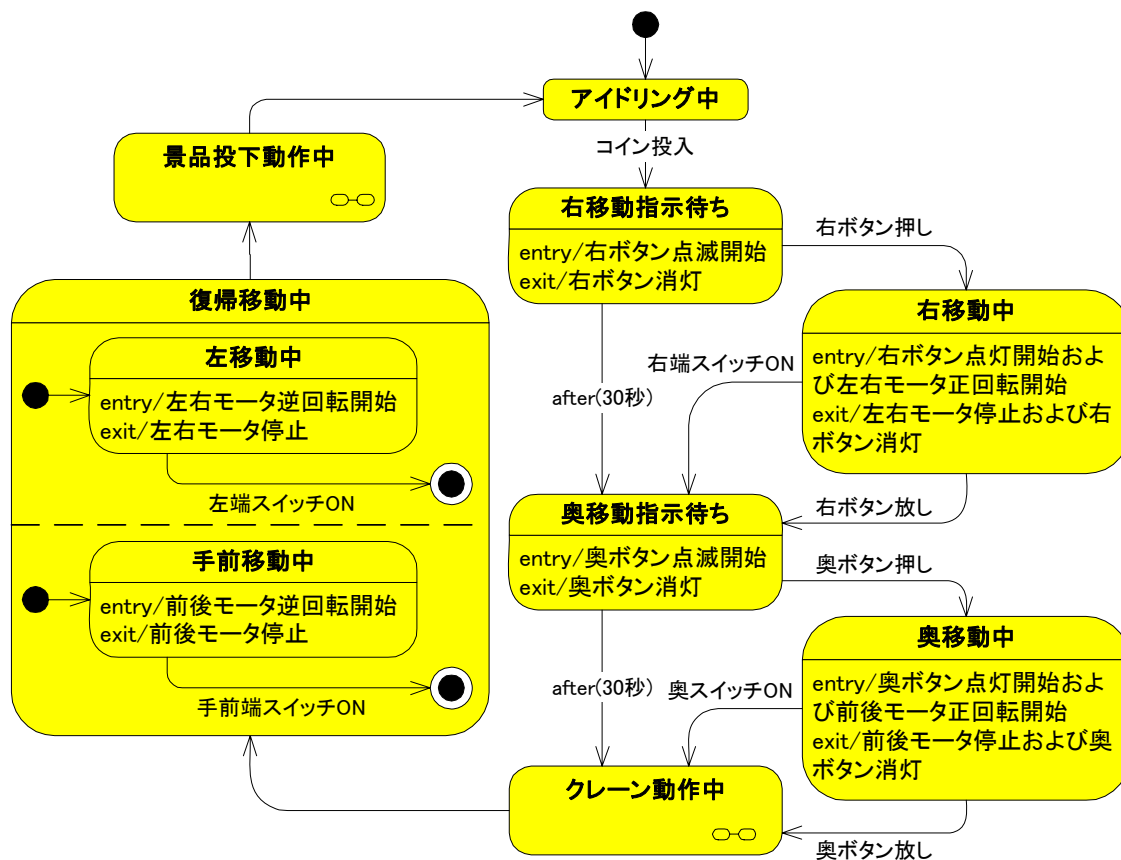 アイドリング中
コイン投入
景品投下動作中
右移動指示待ち
entry/右ボタン点滅開始
exit/右ボタン消灯
右ボタン押し
右移動中
entry/右ボタン点灯開始およ
び左右モータ正回転開始
exit/左右モータ停止および右
ボタン消灯
右端スイッチON
after(30秒)
右ボタン放し
復帰移動中
左移動中
entry/左右モータ逆回転開始
exit/左右モータ停止
左端スイッチON
手前移動中
entry/前後モータ逆回転開始
exit/前後モータ停止
手前端スイッチON
奥移動指示待ち
entry/奥ボタン点滅開始
exit/奥ボタン消灯
奥ボタン押し
奥移動中
entry/奥ボタン点灯開始およ
び前後モータ正回転開始
exit/前後モータ停止および奥
ボタン消灯
after(30秒)
奥スイッチON
クレーン動作中
奥ボタン放し